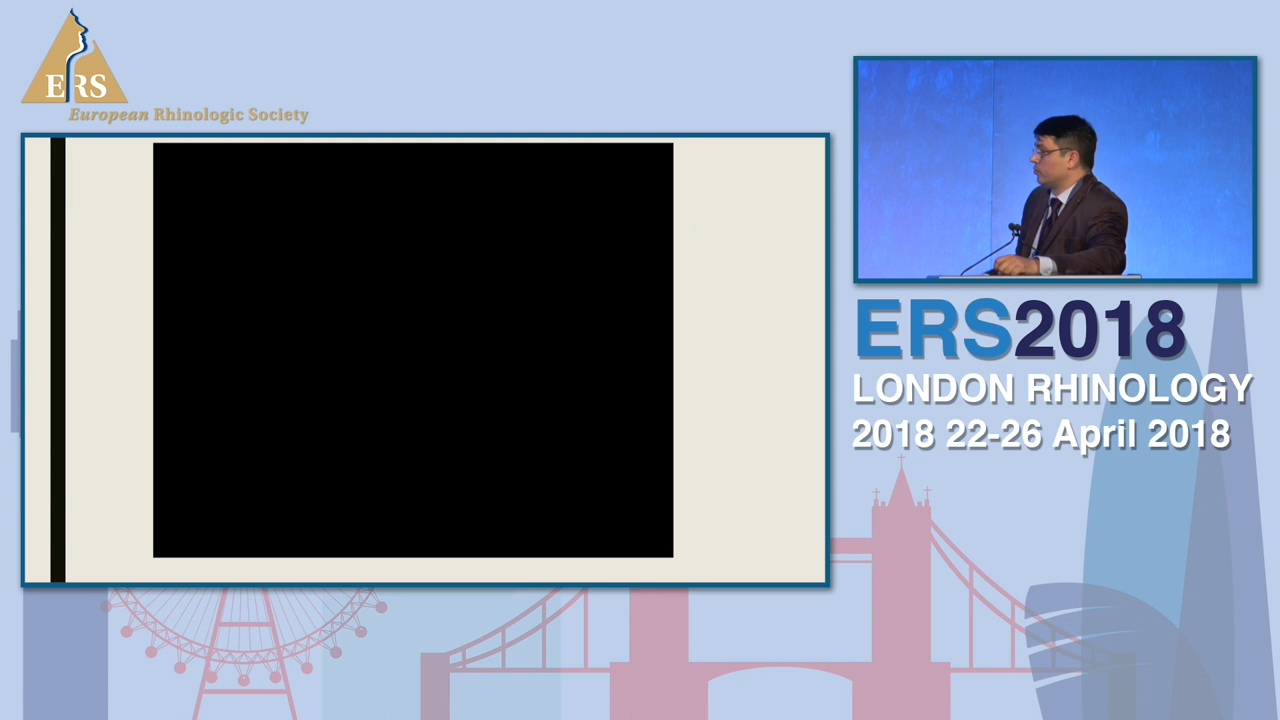 ERS
European Rhinologic Society
ERS2018
LONDON RHINOLOGY
2018 22-26 April 2018